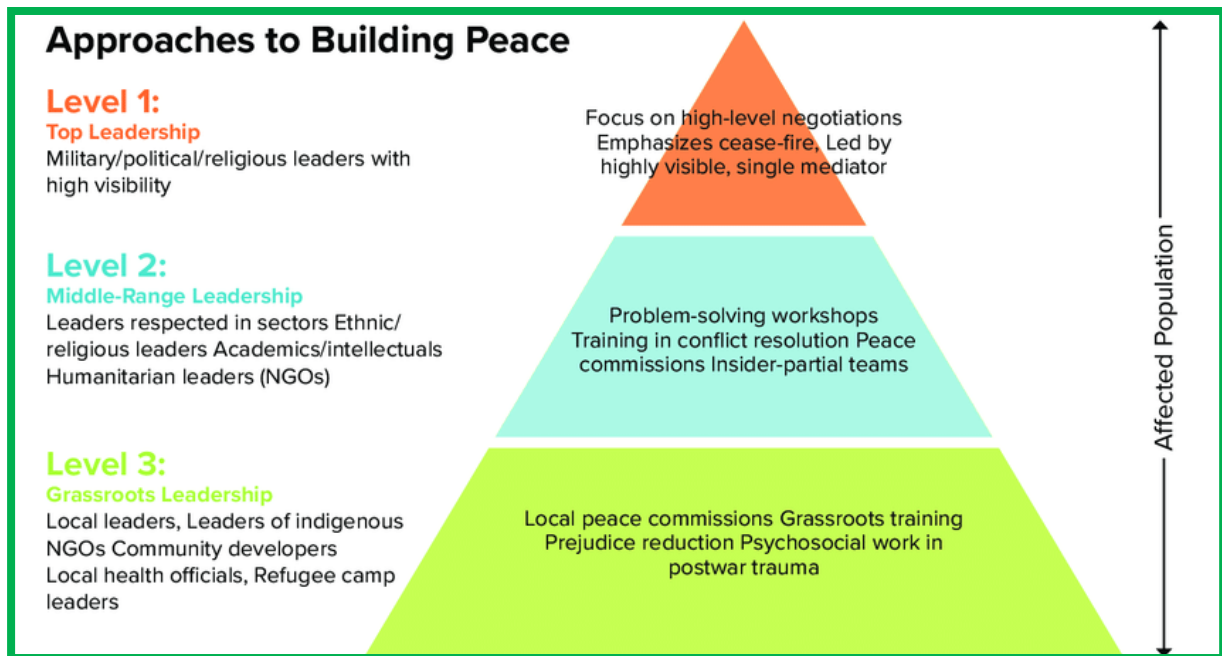 Approaches to Building Peace
Level 1:
Top Leadership
Military/political/religious leaders with
high visibility
Focus on high-level negotiations
Emphasizes cease-fire, Led by
highly visible, single mediator
Level 2:
Middle-Range Leadership
Leaders respected in sectors Ethnic/
religious leaders Academics/intellectuals
Humanitarian leaders (NGOs)
Problem-solving workshops
Training in conflict resolution Peace
commissions Insider-partial teams
Level 3:
Grassroots Leadership
Local leaders, Leaders of indigenous
NGOs Community developers
Local health officials, Refugee camp
leaders
Local peace commissions Grassroots training
Prejudice reduction Psychosocial work in
postwar trauma
Affected Population